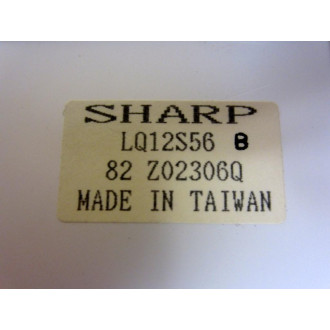 SHARP
LQ12S56 B
82 Z02306Q
MADE IN TAIWAN